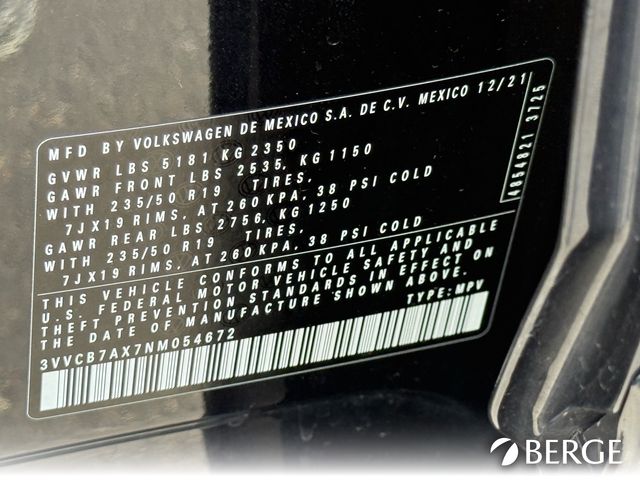 MFD BY VOLKSWAGEN DE MEXICO S.A. DE C.V. MEXICO 12/21
GVWR LBS 5181 KG 2350
GAWR FRONT LBS 2535, KG 1150
WITH 235/50 R19 TIRES,
7JX19 RIMS, AT 260 KPA, 38 PSI COLD
GAWR REAR LBS 2756, KG 1250
WITH 235/50 R19 TIRES,
7JX19 RIMS, AT 260 KPA, 38 PSI COLD
THIS VEHICLE CONFORMS TO ALL APPLICABLE
U.S. FEDERAL MOTOR VEHICLE SAFETY AND
THEFT PREVENTION STANDARDS IN EFFECT ON
THE DATE OF MANUFACTURE SHOWN ABOVE.
3VVCB7AX7NM054672 TYPE: MPV
4854821 3725
BERGE